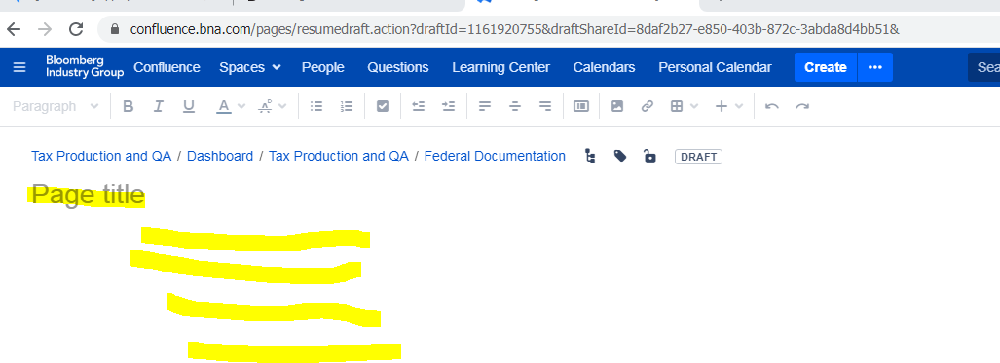 confluence.bna.com/pages/resumedraft.action?draftId=1161920755&draftShareId=8daf2b27-e850-403b-872c-3abda8d4bb51&
Bloomberg
Industry Group
Confluence Spaces People Questions Learning Center Calendars Personal Calendar Create ••• Sea
Paragraph B I U A
Tax Production and QA / Dashboard / Tax Production and QA / Federal Documentation DRAFT
Page title